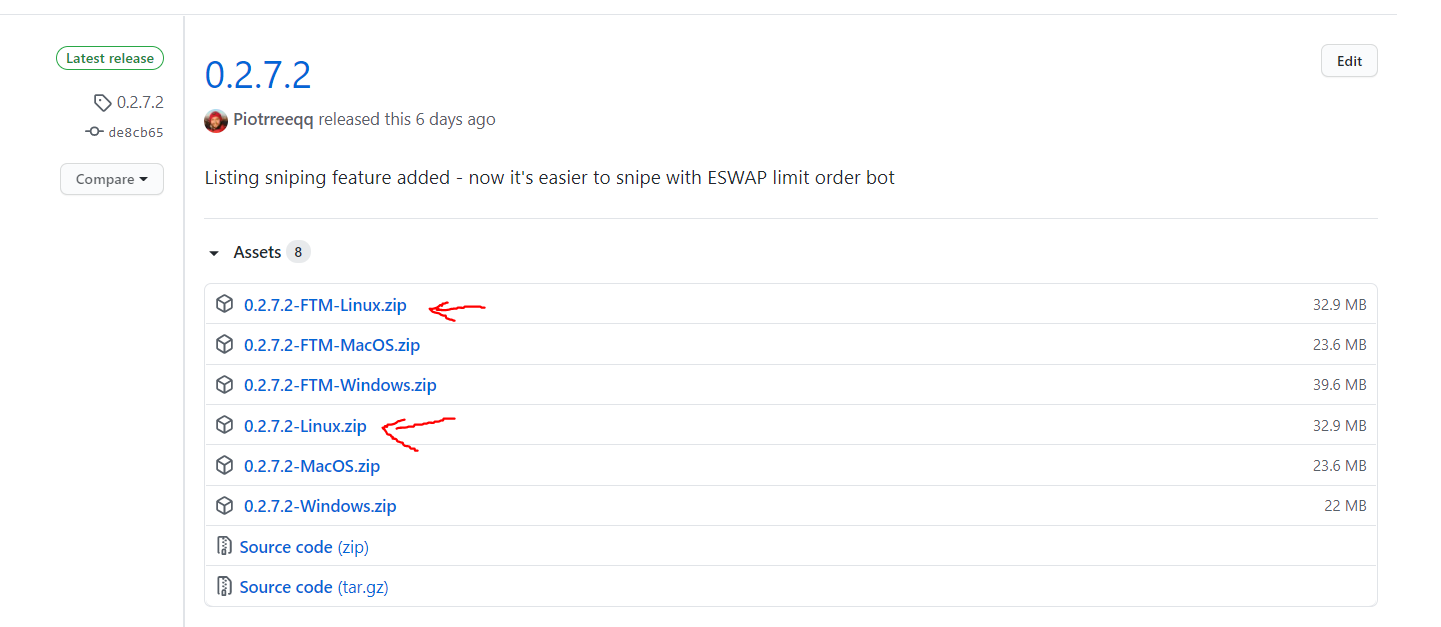 Latest release
0.2.7.2
de8cb65
Compare
0.2.7.2
Edit
Piotrreeqq released this 6 days ago
Listing sniping feature added - now it's easier to snipe with ESWAP limit order bot
Assets 8
0.2.7.2-FTM-Linux.zip 32.9 MB
0.2.7.2-FTM-MacOS.zip 23.6 MB
0.2.7.2-FTM-Windows.zip 39.6 MB
0.2.7.2-Linux.zip 32.9 MB
0.2.7.2-MacOS.zip 23.6 MB
0.2.7.2-Windows.zip 22 MB
Source code (zip)
Source code (tar.gz)